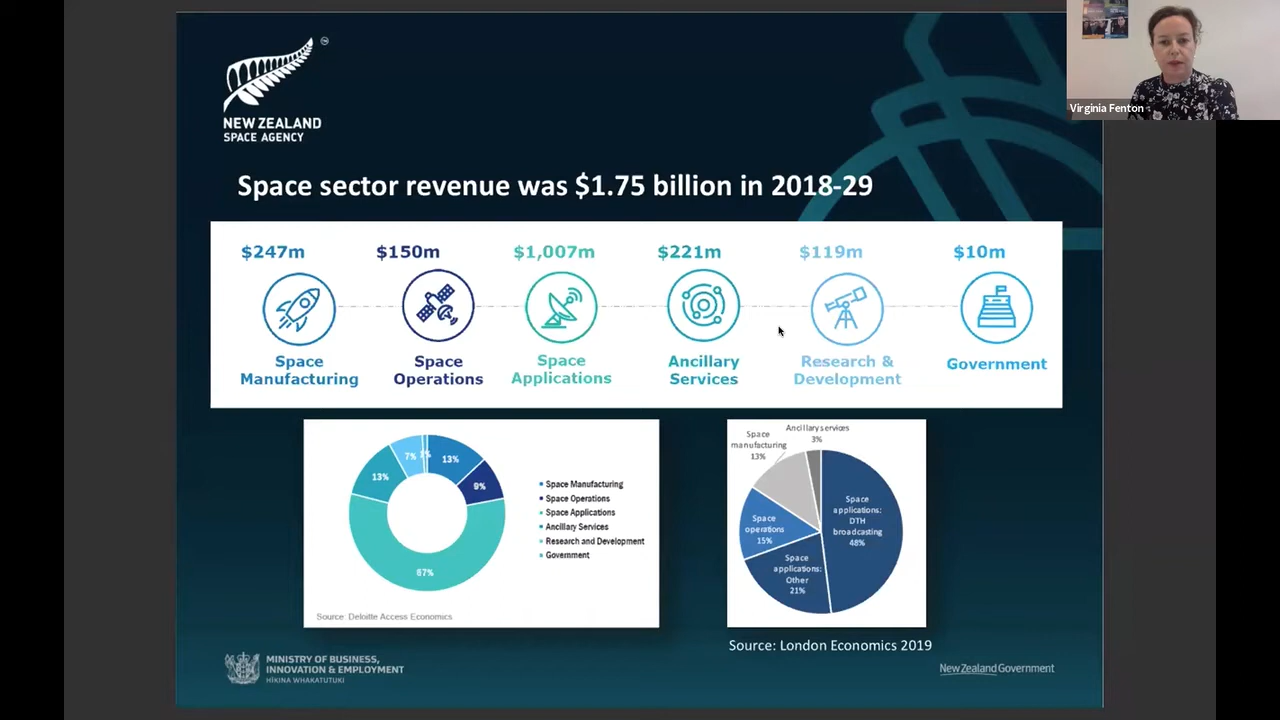 Virginia Fenton
NEW ZEALAND
SPACE AGENCY
Space sector revenue was $1.75 billion in 2018-29
$247m
$150m
$1,007m
$221m
$119m
$10m
Space
Manufacturing
Space
Operations
Space
Applications
Ancillary
Services
Research &
Development
Government
13%
9%
67%
13%
7%
Space Manufacturing
Space Operations
Space Applications
Ancillary Services
Research and Development
Government
Source: Deloitte Access Economics
Ancillary services
3%
Space
manufacturing
13%
Space
operations
15%
Space
applications:
Other
21%
Space
applications:
DTH
broadcasting
48%
Source: London Economics 2019
MINISTRY OF BUSINESS,
INNOVATION & EMPLOYMENT
HĪKINA WHAKATUTUKI
New Zealand Government